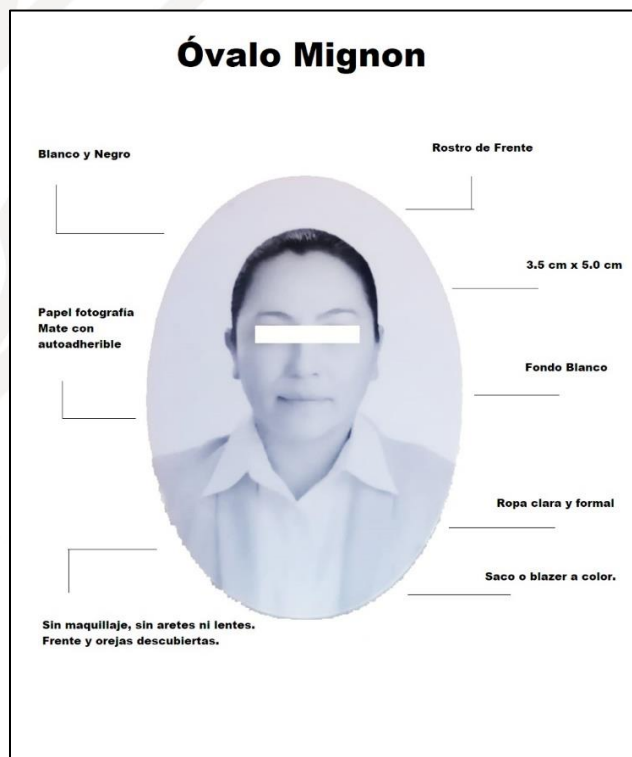 Óvalo Mignon
Blanco y Negro
Rostro de Frente
3.5 cm x 5.0 cm
Papel fotografía
Mate con
autoadherible
Fondo Blanco
Ropa clara y formal
Saco o blazer a color.
Sin maquillaje, sin aretes ni lentes.
Frente y orejas descubiertas.